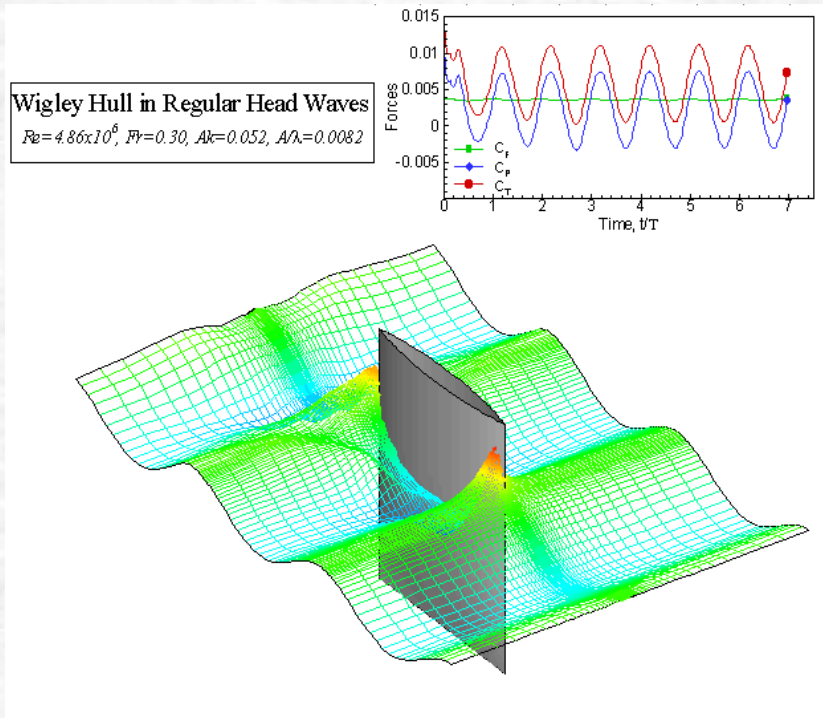 Wigley Hull in Regular Head Waves
Re=4.86x10⁶, Fr=0.30, Ak=0.052, A/λ=0.0082
0.015
0.01
0.005
0
-0.005
Forces
C_F
C_P
C_T
0 1 2 3 4 5 6 7
Time, t/T